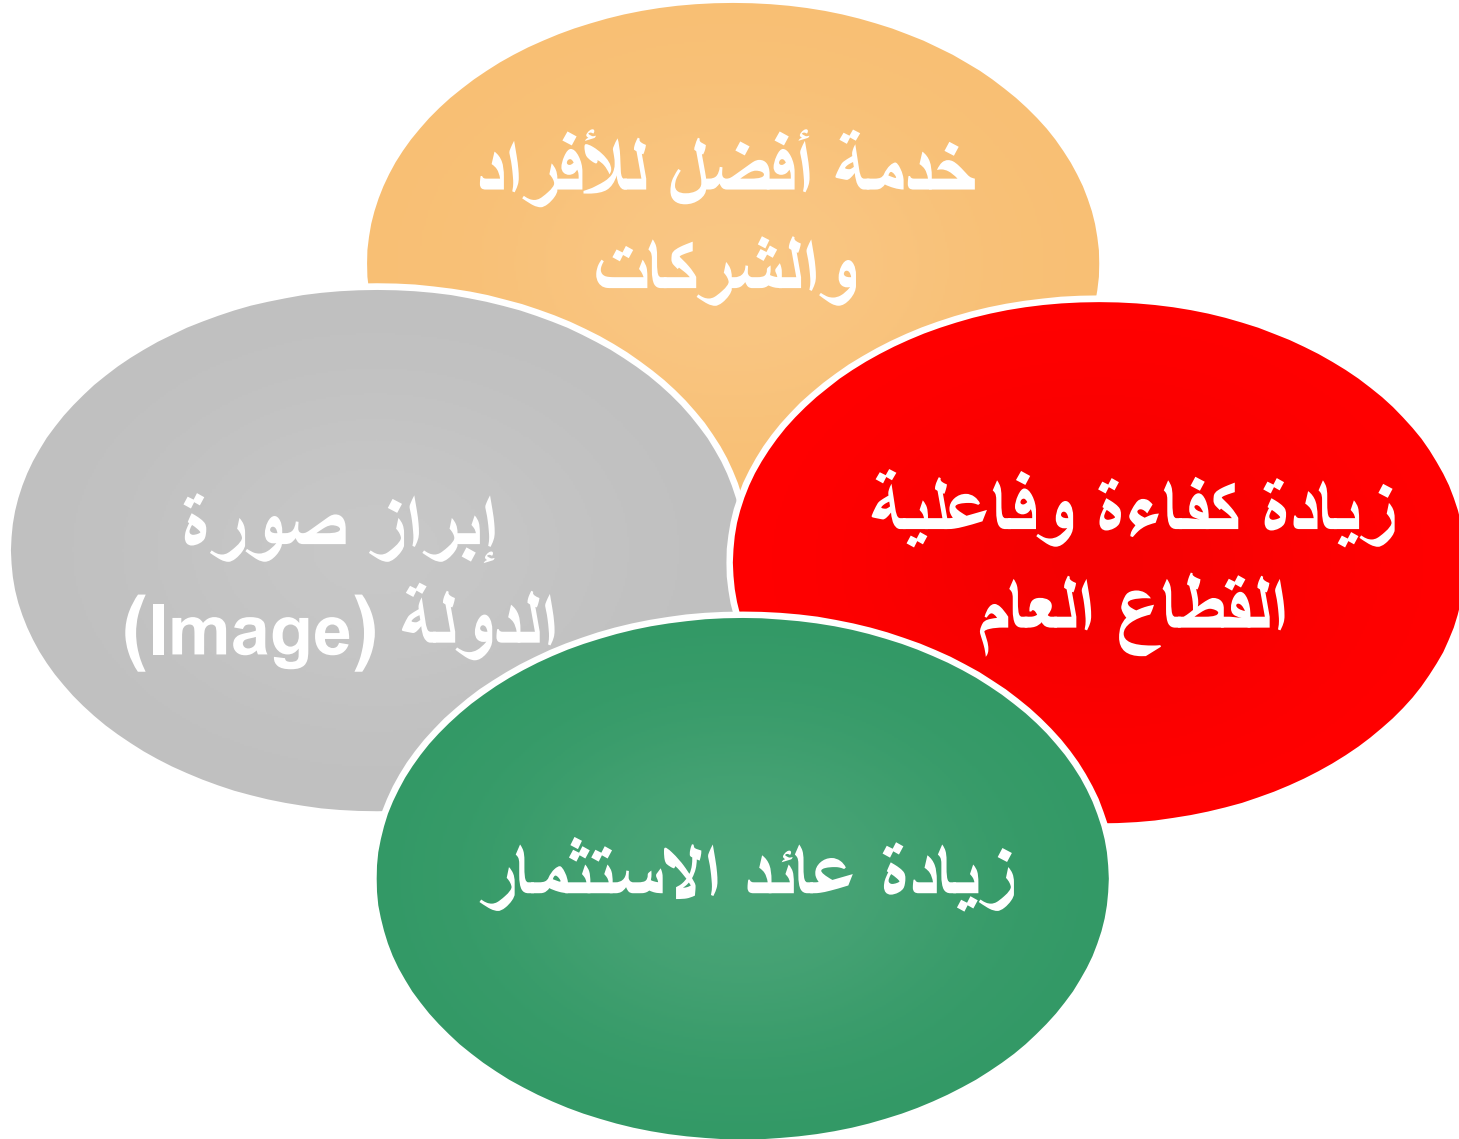 خدمة أفضل للأفراد
والشركات
زيادة كفاءة وفاعلية
القطاع العام
إبراز صورة
الدولة (Image)
زيادة عائد الاستثمار